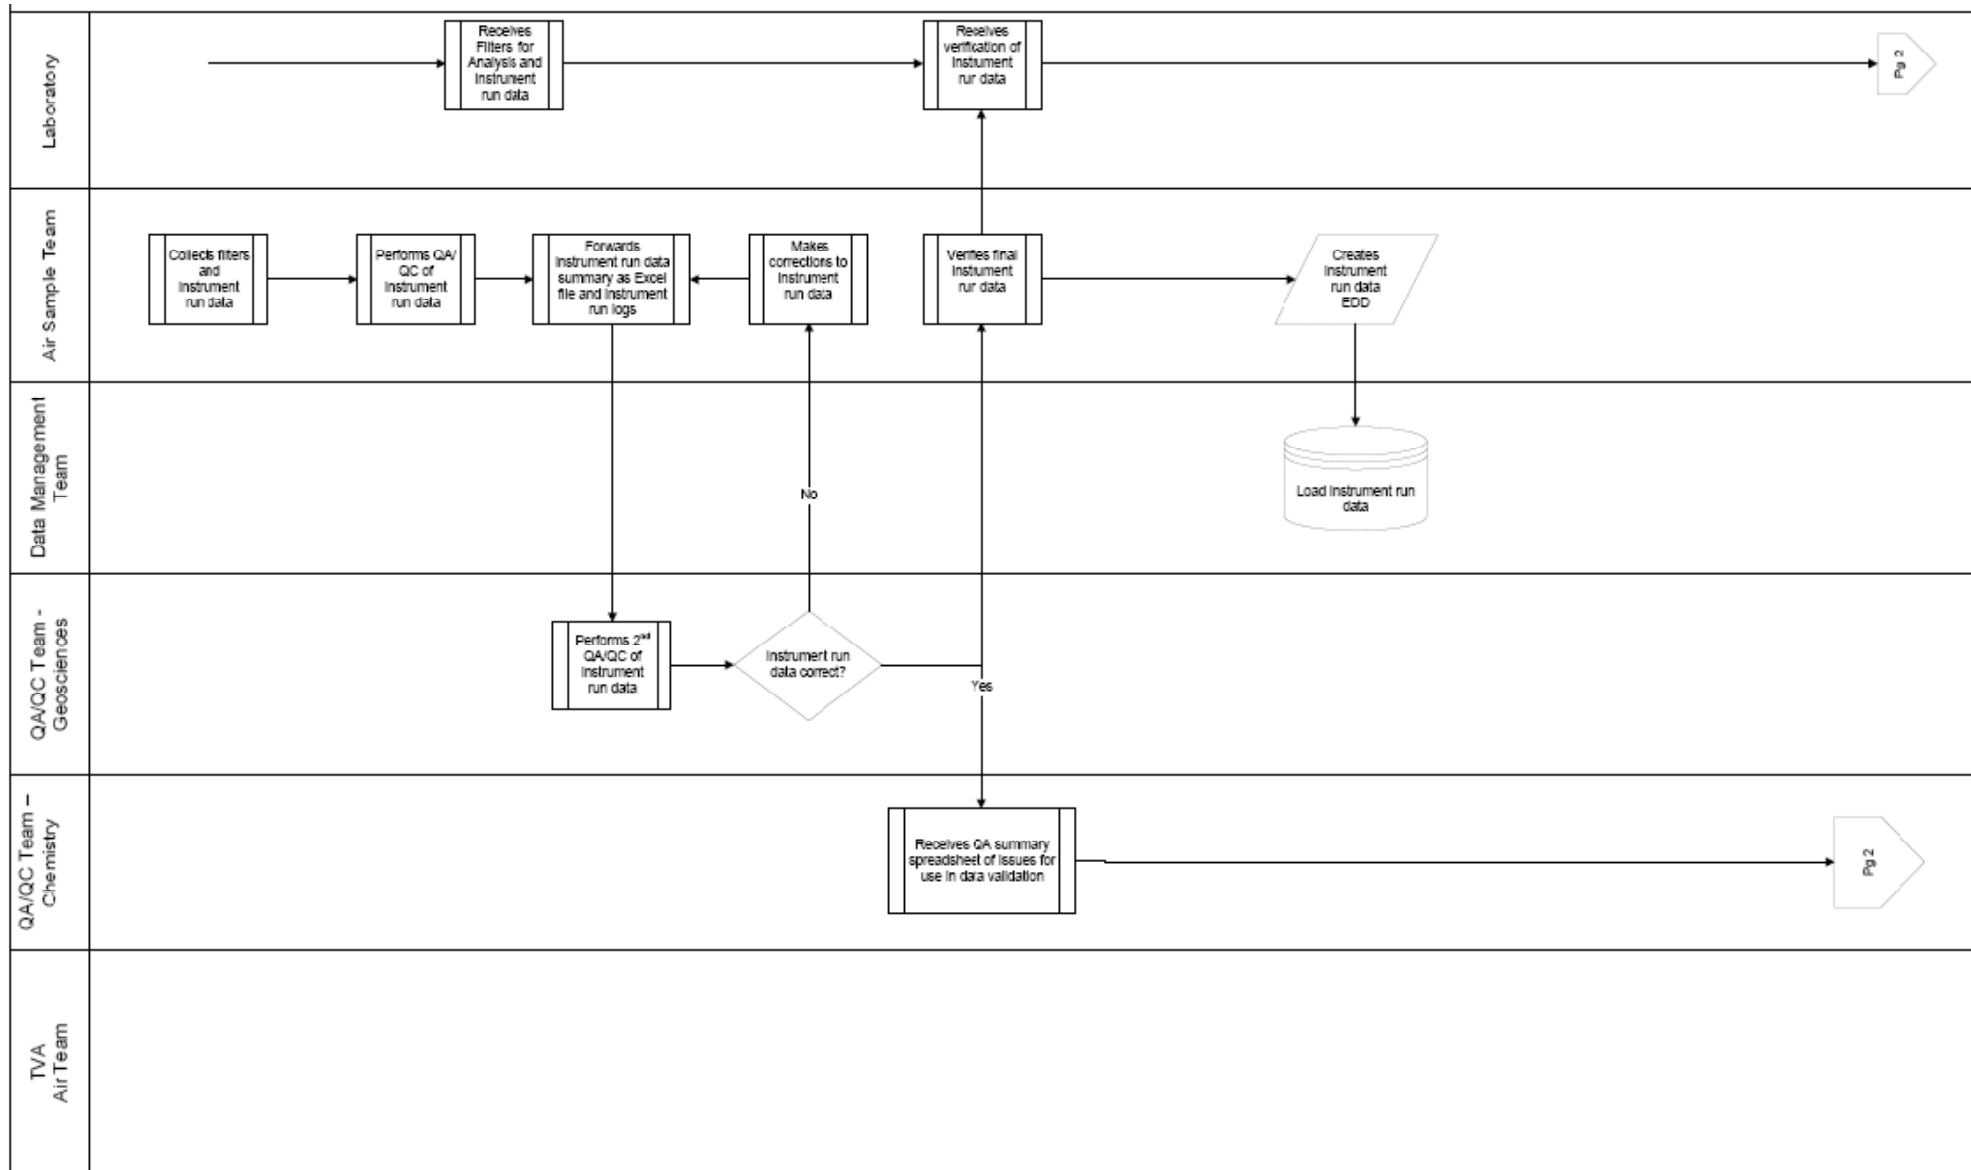 Laboratory
Receives
Filters for
Analysis and
Instrument
run data
Receives
verification of
Instrument
rur data
Pg 2
Air Sample Team
Collects filters
and
Instrument
run data
Performs QA/
QC of
Instrument
run data
Forwards
Instrument run data
summary as Excel
file and Instrument
run logs
Makes
corrections to
Instrument
run data
Verifies final
Instrument
rur data
Creates
Instrument
run data
EDD
Data Management
Team
No
Load Instrument run
data
QA/QC Team -
Geosciences
Performs 2nd
QA/QC of
Instrument
run data
Instrument run
data correct?
Yes
QA/QC Team –
Chemistry
Receives QA summary
spreadsheet of Issues for
use in data validation
Pg 2
TVA
Air Team